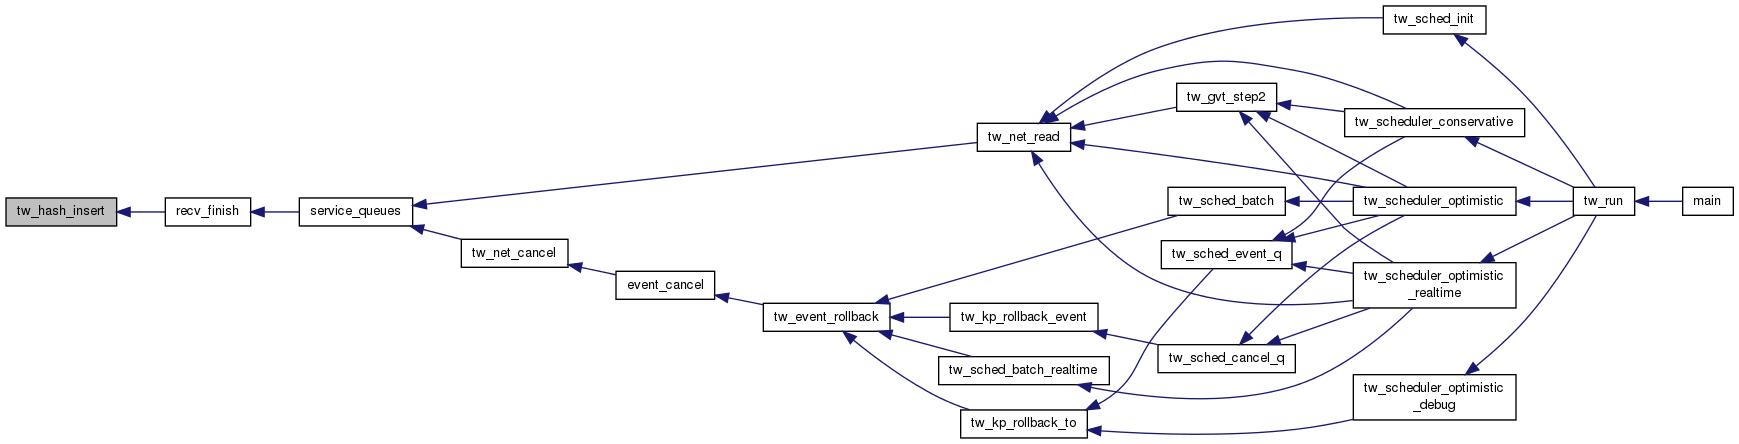 tw_hash_insert
recv_finish
service_queues
tw_net_read
tw_net_cancel
event_cancel
tw_event_rollback
tw_sched_init
tw_gvt_step2
tw_scheduler_conservative
tw_sched_batch
tw_scheduler_optimistic
tw_run
main
tw_sched_event_q
tw_scheduler_optimistic
_realtime
tw_kp_rollback_event
tw_sched_cancel_q
tw_sched_batch_realtime
tw_scheduler_optimistic
_debug
tw_kp_rollback_to